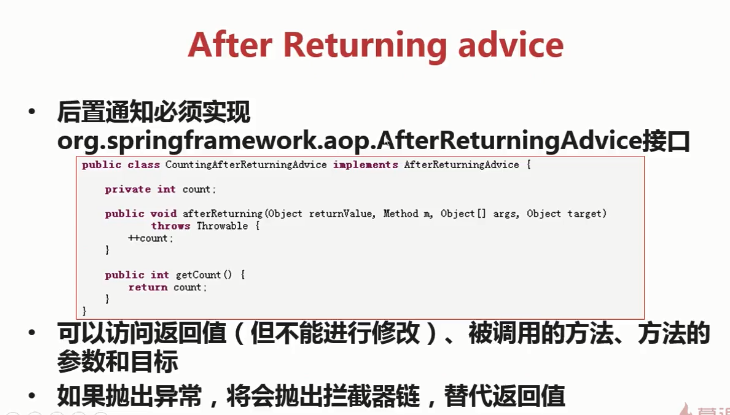 After Returning advice
• 后置通知必须实现
org.springframework.aop.AfterReturningAdvice接口
public class CountingAfterReturningAdvice implements AfterReturningAdvice {
private int count;
public void afterReturning(Object returnValue, Method m, Object[] args, Object target)
throws Throwable {
++count;
}
public int getCount() {
return count;
}
}
• 可以访问返回值（但不能进行修改）、被调用的方法、方法的
参数和目标
• 如果抛出异常，将会抛出拦截器链，替代返回值